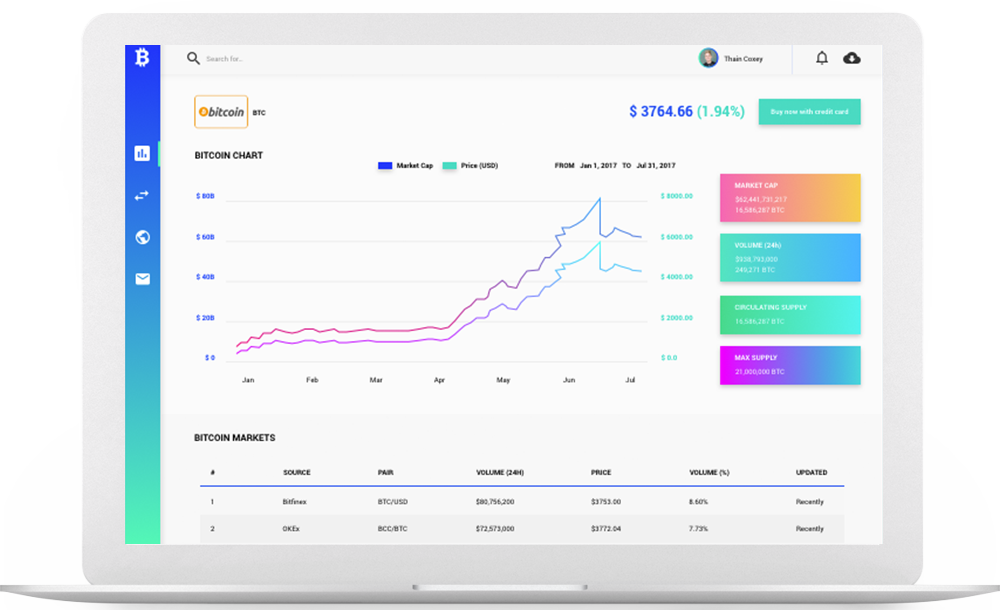 Search for...
Thain Coxey
bitcoin BTC
$ 3764.66 (1.94%)
Buy now with credit card
BITCOIN CHART
Market Cap Price (USD)
FROM Jan 1, 2017 TO Jul 31, 2017
$ 80B
$ 60B
$ 40B
$ 20B
$ 0
$ 8000.00
$ 6000.00
$ 4000.00
$ 2000.00
$ 0.0
Jan Feb Mar Apr May Jun Jul
MARKET CAP
$62,441,731,217
16,586,287 BTC
VOLUME (24h)
$938,793,000
249,271 BTC
CIRCULATING SUPPLY
16,586,287 BTC
MAX SUPPLY
21,000,000 BTC
BITCOIN MARKETS
# SOURCE PAIR VOLUME (24H) PRICE VOLUME (%) UPDATED
1 Bitfinex BTC/USD $80,756,200 $3753.00 8.60% Recently
2 OKEx BCC/BTC $72,573,000 $3772.04 7.73% Recently